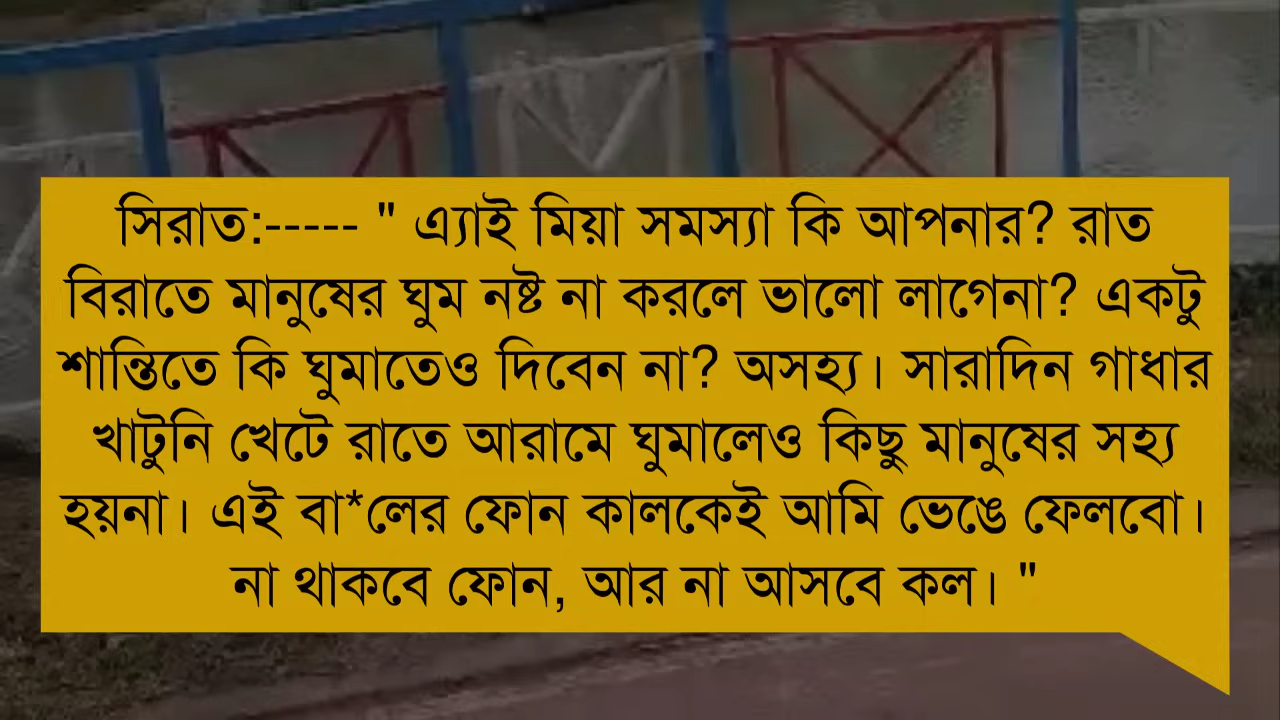 সিরাত:----- " এ্যাই মিয়া সমস্যা কি আপনার? রাত
বিরাতে মানুষের ঘুম নষ্ট না করলে ভালো লাগেনা? একটু
শান্তিতে কি ঘুমাতেও দিবেন না? অসহ্য। সারাদিন গাধার
খাটুনি খেটে রাতে আরামে ঘুমালেও কিছু মানুষের সহ্য
হয়না। এই বা*লের ফোন কালকেই আমি ভেঙে ফেলবো।
না থাকবে ফোন, আর না আসবে কল। "